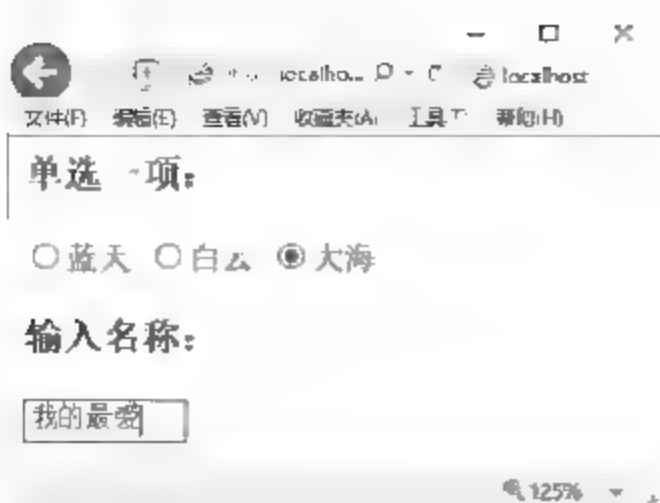 localhost
文件(F) 编辑(E) 查看(V) 收藏夹(A) 工具 帮助(H)
单选一项：
蓝天 白云 大海
输入名称：
我的最爱
125%